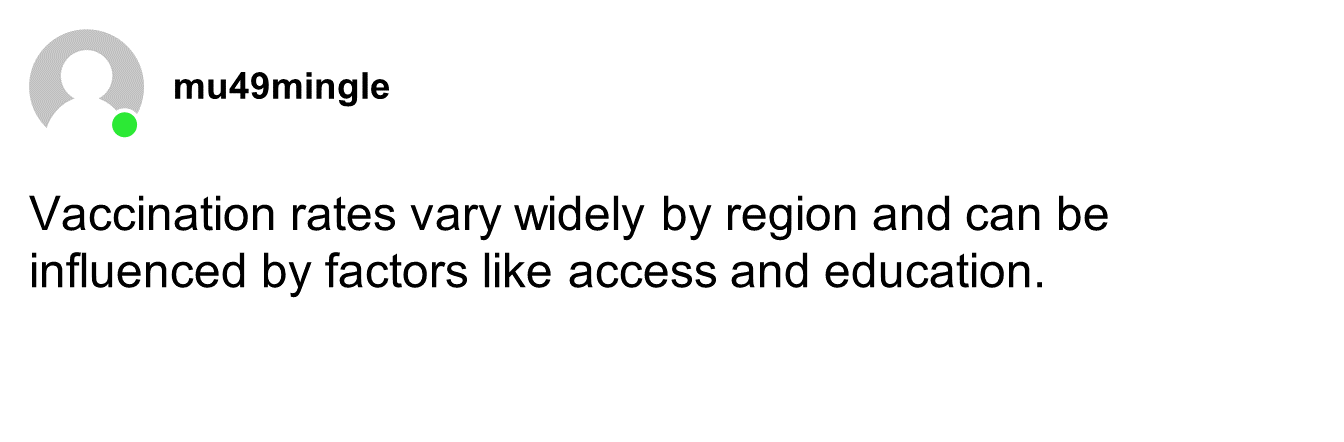 mu49mingle
Vaccination rates vary widely by region and can be
influenced by factors like access and education.